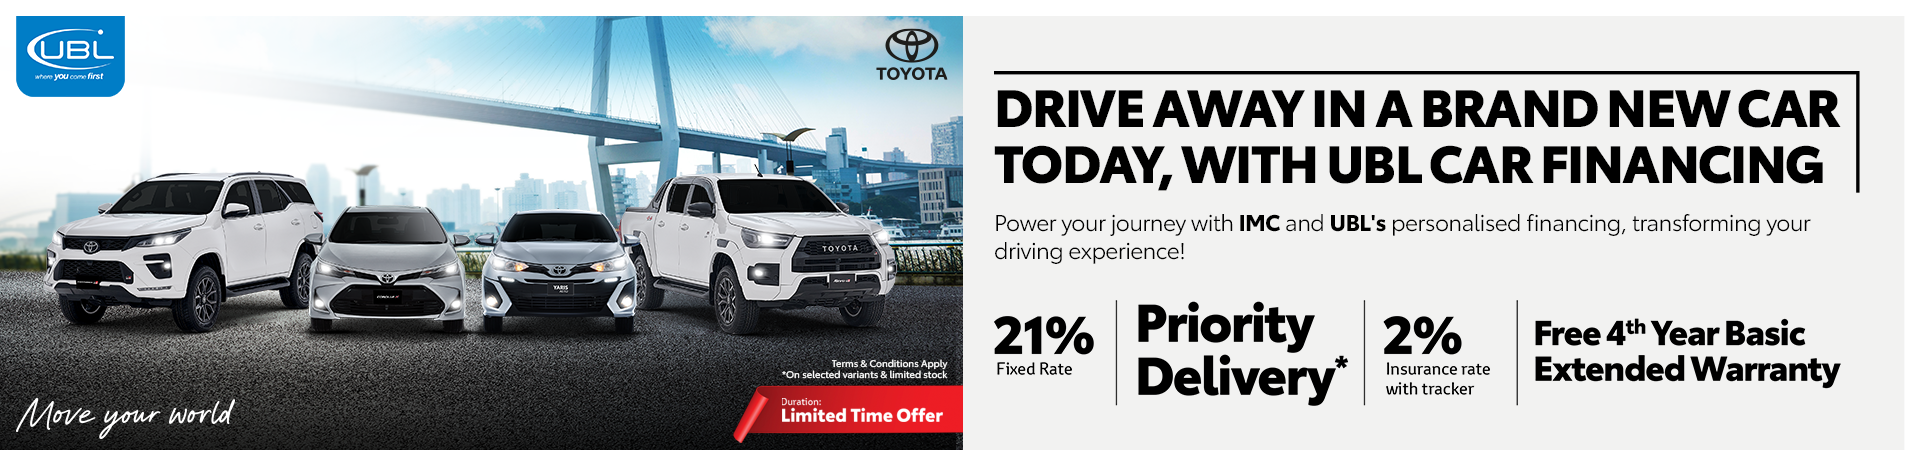 UBL
where you come first
TOYOTA
TOYOTA
YARIS
Terms & Conditions Apply
*On selected variants & limited stock
Duration:
Limited Time Offer
Move your world
DRIVE AWAY IN A BRAND NEW CAR
TODAY, WITH UBL CAR FINANCING
Power your journey with IMC and UBL's personalised financing, transforming your
driving experience!
21%
Fixed Rate
Priority
Delivery*
2%
Insurance rate
with tracker
Free 4th Year Basic
Extended Warranty